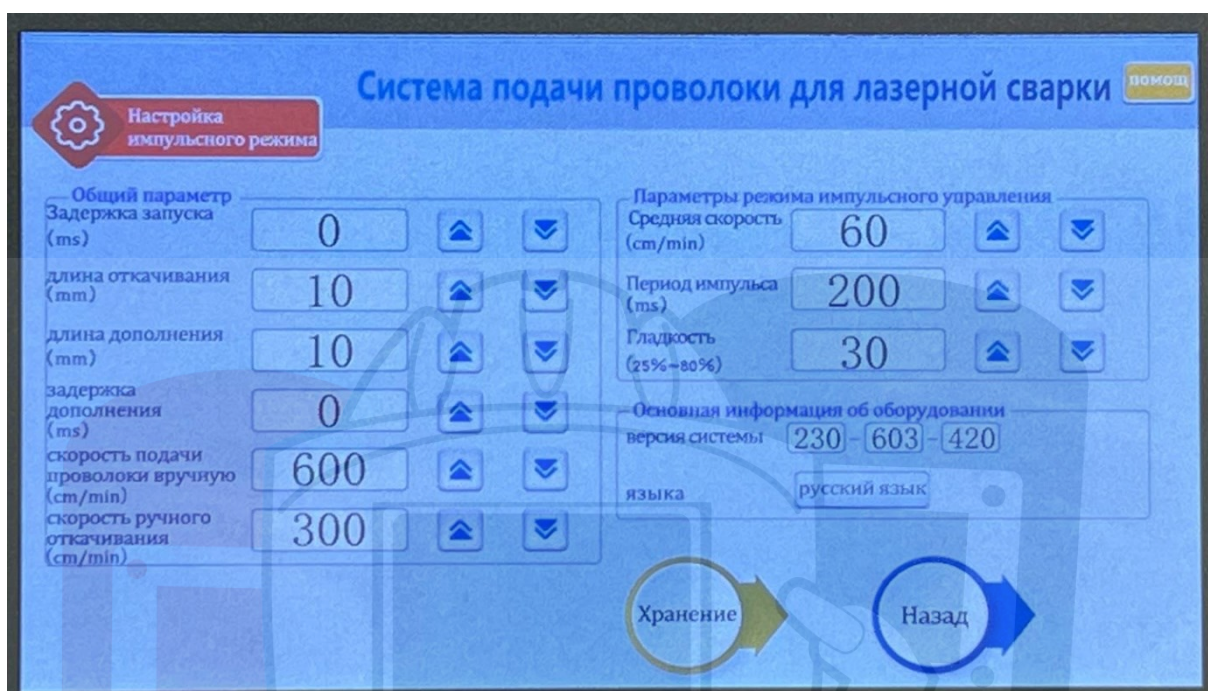 Система подачи проволоки для лазерной сварки
помощ
Настройка
импульсного режима
Общий параметр
Задержка запуска
(ms)
0
длина откачивания
(mm)
10
длина дополнения
(mm)
10
задержка
дополнения
(ms)
0
скорость подачи
проволоки вручную
(cm/min)
600
скорость ручного
откачивания
(cm/min)
300
Параметры режима импульсного управления
Средняя скорость
(cm/min)
60
Период импульса
(ms)
200
Гладкость
(25%~80%)
30
Основная информация об оборудовании
версия системы 230 - 603 - 420
языка русский язык
Хранение
Назад